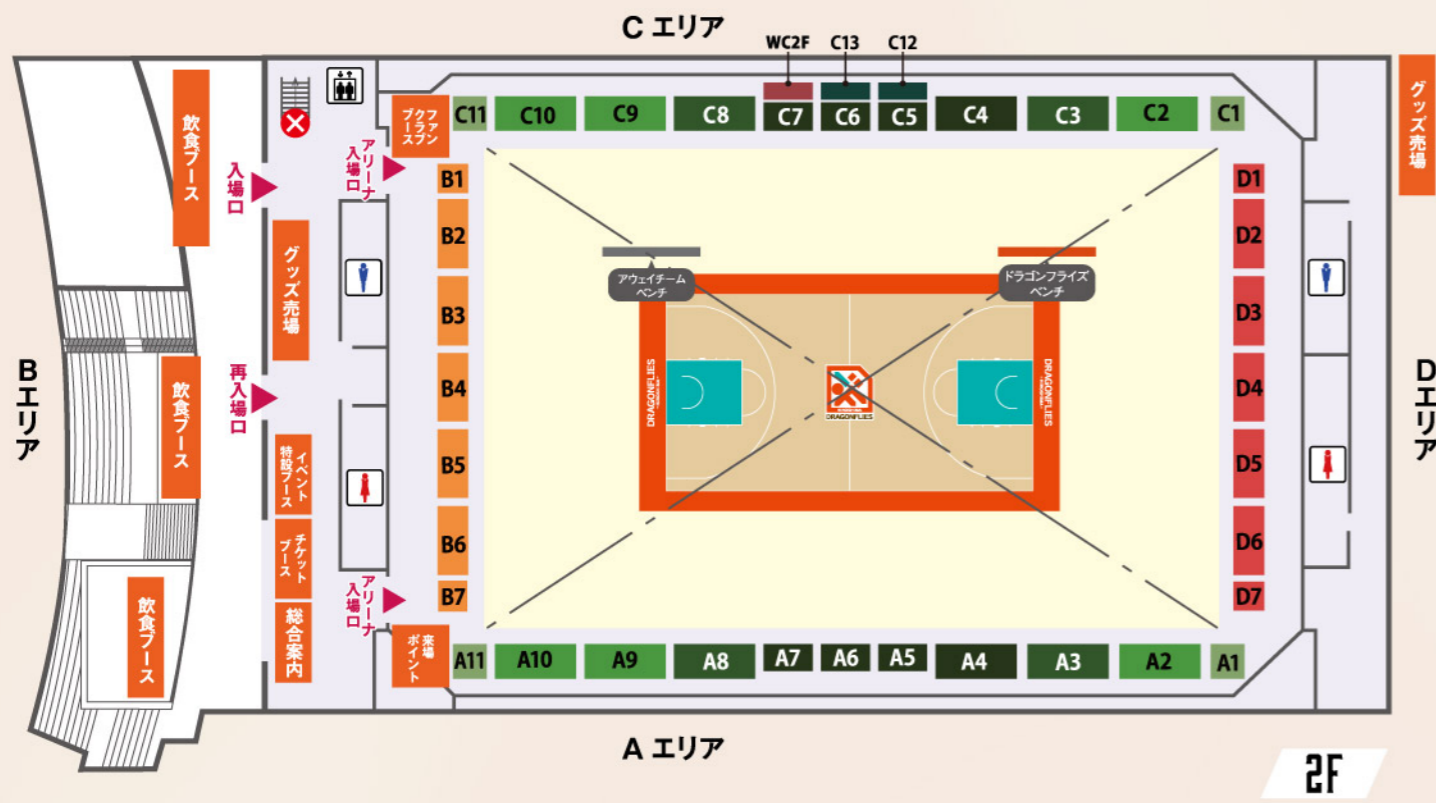 C エリア
WC2F
C13
C12
C11
C10
C9
C8
C7
C6
C5
C4
C3
C2
C1
グッズ売場
飲食ブース
ファン
クラブ
ブース
アリーナ
入場口
入場口
B1
D1
B2
D2
グッズ売場
アウェイチーム
ベンチ
ドラゴンフライズ
ベンチ
B3
D3
Bエリア
飲食ブース
再入場口
B4
DRAGONFLIES
DRAGONFLIES
DRAGONFLIES
D4
Dエリア
イベント
特設ブース
B5
D5
チケット
ブース
B6
D6
飲食ブース
アリーナ
入場口
B7
D7
総合案内
来場
ポイント
A11
A10
A9
A8
A7
A6
A5
A4
A3
A2
A1
A エリア
2F